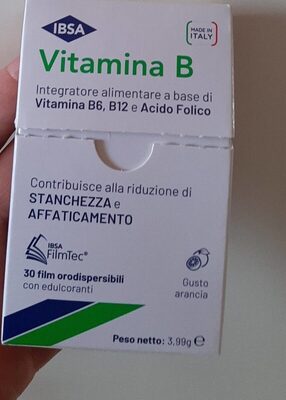 IBSA
MADE IN
ITALY
Vitamina B
Integratore alimentare a base di
Vitamina B6, B12 e Acido Folico
Contribuisce alla riduzione di
STANCHEZZA e
AFFATICAMENTO
IBSA
FilmTec®
30 film orodispersibili
con edulcoranti
Gusto
arancia
Peso netto: 3,99g ℮